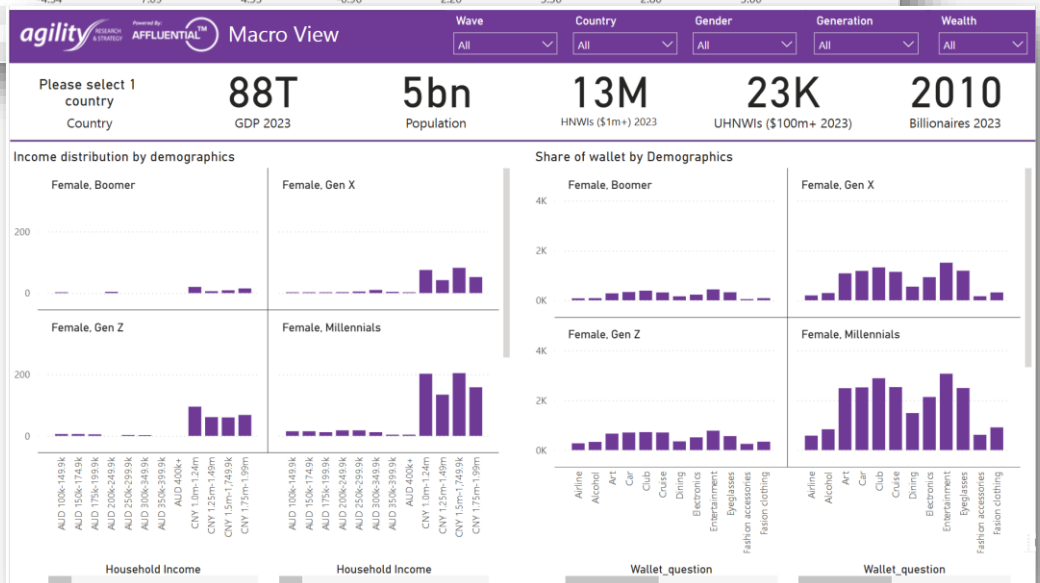 Wave Country Gender Generation Wealth
agility RESEARCH & STRATEGY Powered By: AFFLUENTIAL™ Macro View
All All All All All
Please select 1 country
88T 5bn 13M 23K 2010
Country GDP 2023 Population HNWIs ($1m+) 2023 UHNWIs ($100m+ 2023) Billionaires 2023
Income distribution by demographics
Female, Boomer Female, Gen X
200
0
Female, Gen Z Female, Millennials
200
0
AUD 100k-149.9k
AUD 150k-174.9k
AUD 175k-199.9k
AUD 200k-249.9k
AUD 250k-299.9k
AUD 300k-349.9k
AUD 350k-399.9k
AUD 400k+
CNY 1.0m-1.24m
CNY 1.25m-1.49m
CNY 1.5m-1,749.9k
CNY 1.75m-1.99m
AUD 100k-149.9k
AUD 150k-174.9k
AUD 175k-199.9k
AUD 200k-249.9k
AUD 250k-299.9k
AUD 300k-349.9k
AUD 350k-399.9k
AUD 400k+
CNY 1.0m-1.24m
CNY 1.25m-1.49m
CNY 1.5m-1,749.9k
CNY 1.75m-1.99m
Household Income Household Income
Share of wallet by Demographics
Female, Boomer Female, Gen X
4K
2K
0K
Female, Gen Z Female, Millennials
4K
2K
0K
Airline
Alcohol
Art
Car
Club
Cruise
Dining
Electronics
Entertainment
Eyeglasses
Fashion accessories
Fasion clothing
Airline
Alcohol
Art
Car
Club
Cruise
Dining
Electronics
Entertainment
Eyeglasses
Fashion accessories
Fasion clothing
Wallet_question Wallet_question